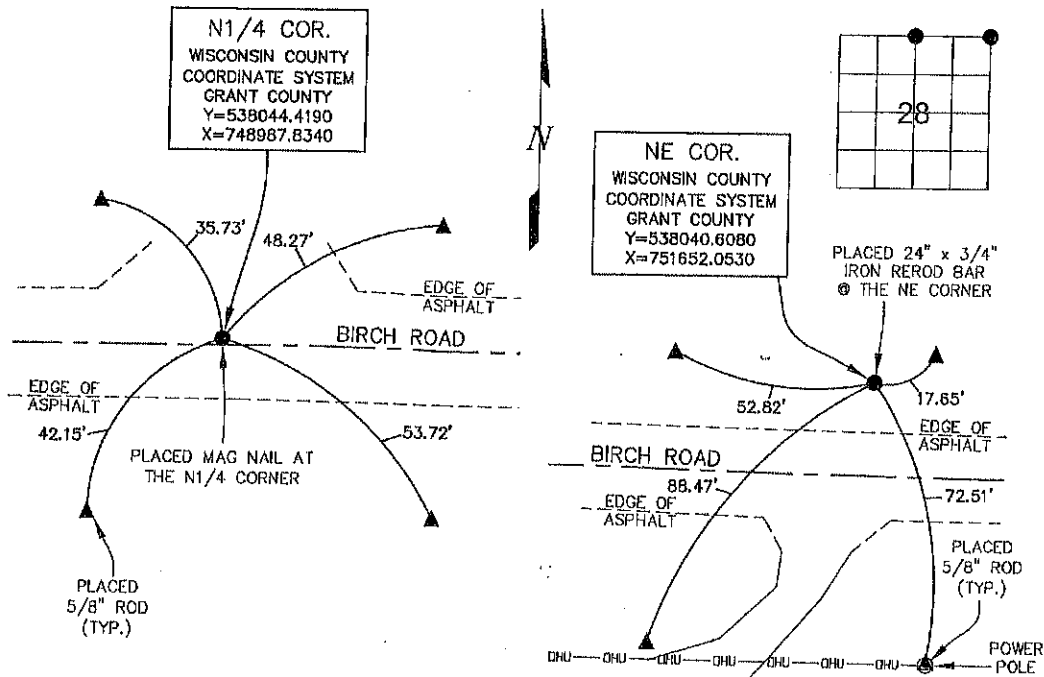 N1/4 COR.
WISCONSIN COUNTY
COORDINATE SYSTEM
GRANT COUNTY
Y=538044.4190
X=748987.8340
35.73'
48.27'
EDGE OF
ASPHALT
BIRCH ROAD
EDGE OF
ASPHALT
42.15'
53.72'
PLACED MAG NAIL AT
THE N1/4 CORNER
PLACED
5/8" ROD
(TYP.)
N
28
NE COR.
WISCONSIN COUNTY
COORDINATE SYSTEM
GRANT COUNTY
Y=538040.6080
X=751652.0530
PLACED 24" x 3/4"
IRON REROD BAR
@ THE NE CORNER
52.82'
17.65'
EDGE OF
ASPHALT
BIRCH ROAD
88.47'
72.51'
EDGE OF
ASPHALT
PLACED
5/8" ROD
(TYP.)
POWER
POLE
OHU OHU OHU OHU OHU OHU OHU